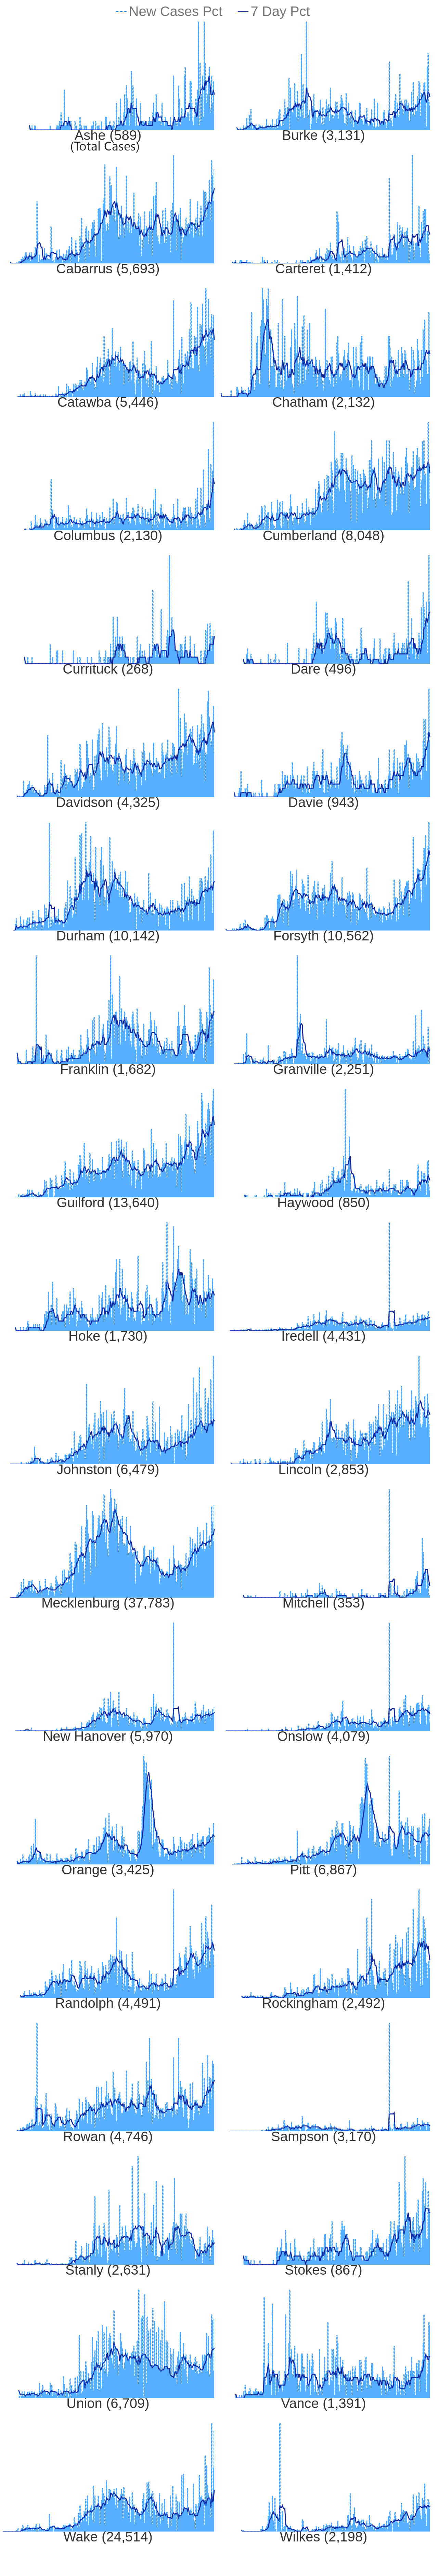 New Cases Pct 7 Day Pct
Ashe (589) Burke (3,131)
(Total Cases)
Cabarrus (5,693) Carteret (1,412)
Catawba (5,446) Chatham (2,132)
Columbus (2,130) Cumberland (8,048)
Currituck (268) Dare (496)
Davidson (4,325) Davie (943)
Durham (10,142) Forsyth (10,562)
Franklin (1,682) Granville (2,251)
Guilford (13,640) Haywood (850)
Hoke (1,730) Iredell (4,431)
Johnston (6,479) Lincoln (2,853)
Mecklenburg (37,783) Mitchell (353)
New Hanover (5,970) Onslow (4,079)
Orange (3,425) Pitt (6,867)
Randolph (4,491) Rockingham (2,492)
Rowan (4,746) Sampson (3,170)
Stanly (2,631) Stokes (867)
Union (6,709) Vance (1,391)
Wake (24,514) Wilkes (2,198)